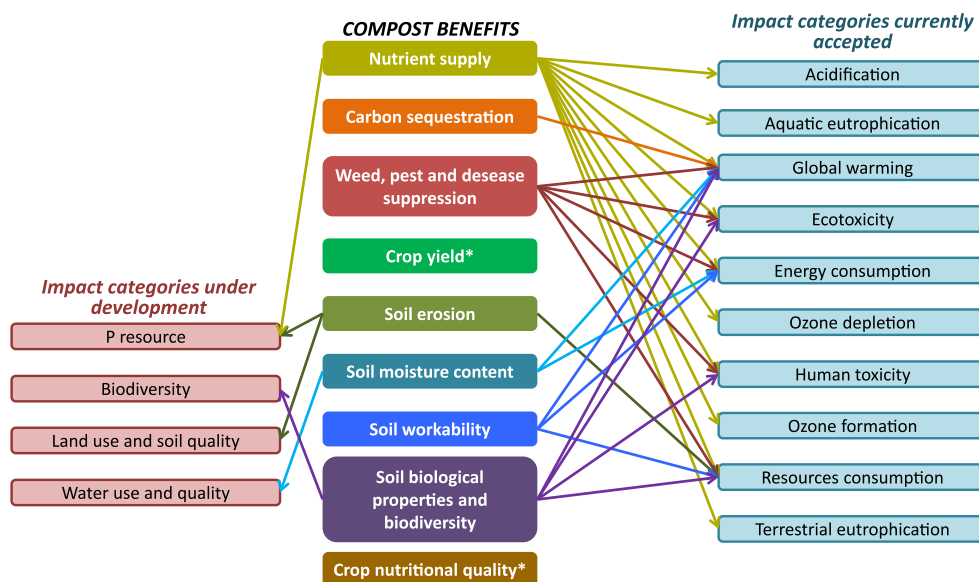 COMPOST BENEFITS
Nutrient supply
Carbon sequestration
Weed, pest and desease
suppression
Crop yield*
Soil erosion
Soil moisture content
Soil workability
Soil biological
properties and
biodiversity
Crop nutritional quality*
Impact categories under
development
P resource
Biodiversity
Land use and soil quality
Water use and quality
Impact categories currently
accepted
Acidification
Aquatic eutrophication
Global warming
Ecotoxicity
Energy consumption
Ozone depletion
Human toxicity
Ozone formation
Resources consumption
Terrestrial eutrophication